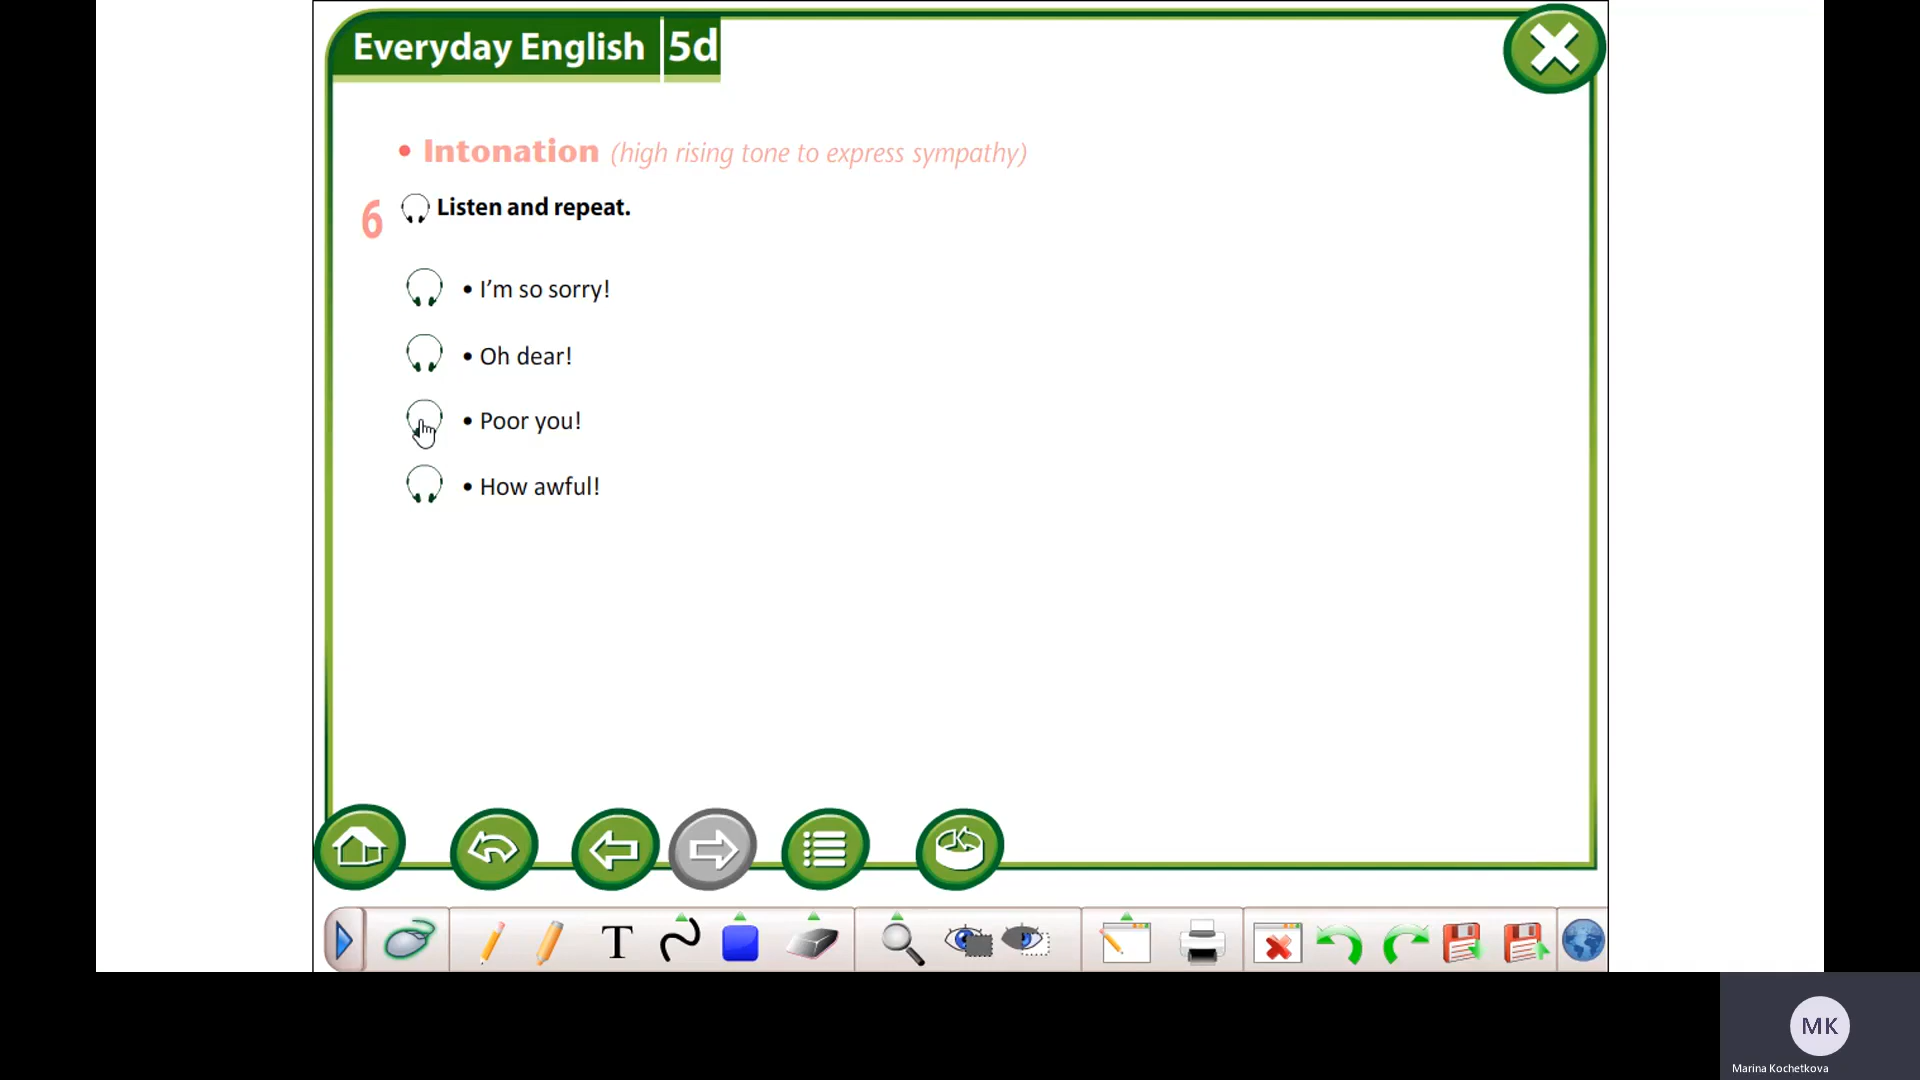 Everyday English 5d
• Intonation (high rising tone to express sympathy)
6 Listen and repeat.
• I'm so sorry!
• Oh dear!
• Poor you!
• How awful!
T
MK
Marina Kochetkova